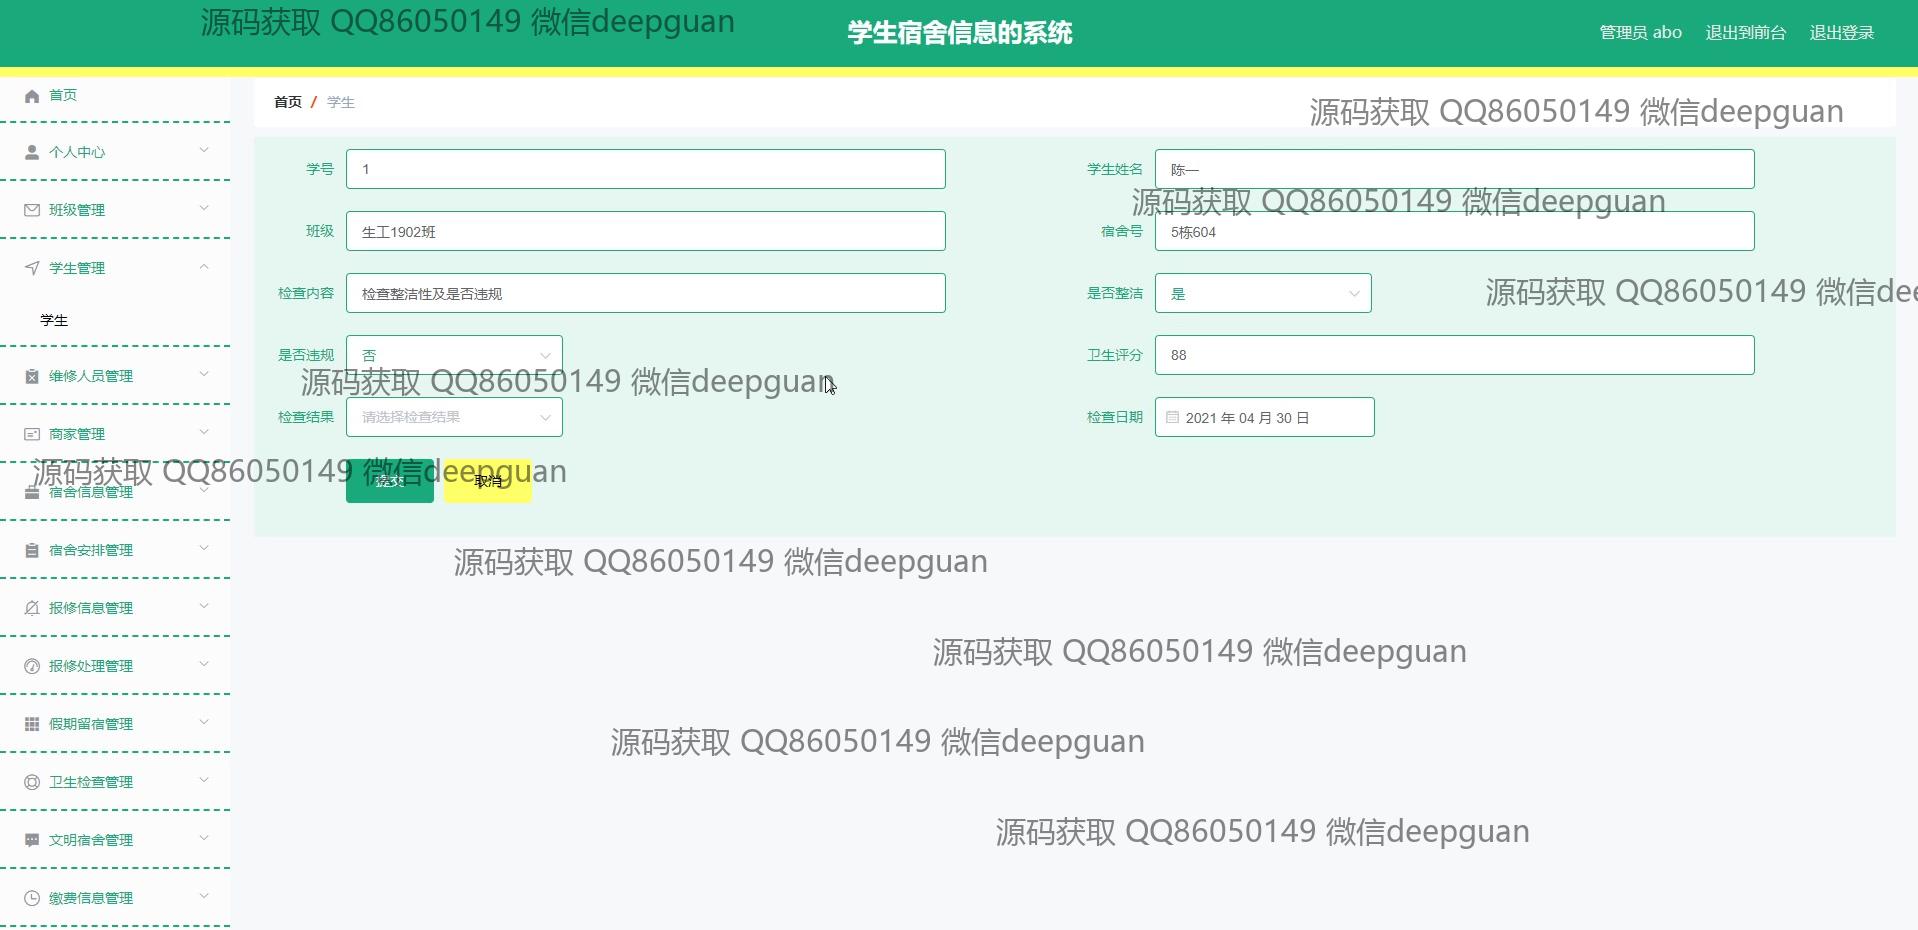 源码获取 QQ86050149 微信deepguan
学生宿舍信息的系统
管理员 abo 退出到前台 退出登录
首页
首页 / 学生
源码获取 QQ86050149 微信deepguan
个人中心
学号 1
学生姓名 陈一
源码获取 QQ86050149 微信deepguan
班级管理
班级 生工1902班
宿舍号 5栋604
学生管理
检查内容 检查整洁性及是否违规
是否整洁 是
源码获取 QQ86050149 微信dee
学生
是否违规 否
卫生评分 88
维修人员管理
源码获取 QQ86050149 微信deepguan
检查结果 请选择检查结果
检查日期 2021 年 04 月 30 日
商家管理
源码获取 QQ86050149 微信deepguan
提交 取消
宿舍信息管理
宿舍安排管理
源码获取 QQ86050149 微信deepguan
报修信息管理
源码获取 QQ86050149 微信deepguan
报修处理管理
假期留宿管理
源码获取 QQ86050149 微信deepguan
卫生检查管理
源码获取 QQ86050149 微信deepguan
文明宿舍管理
缴费信息管理